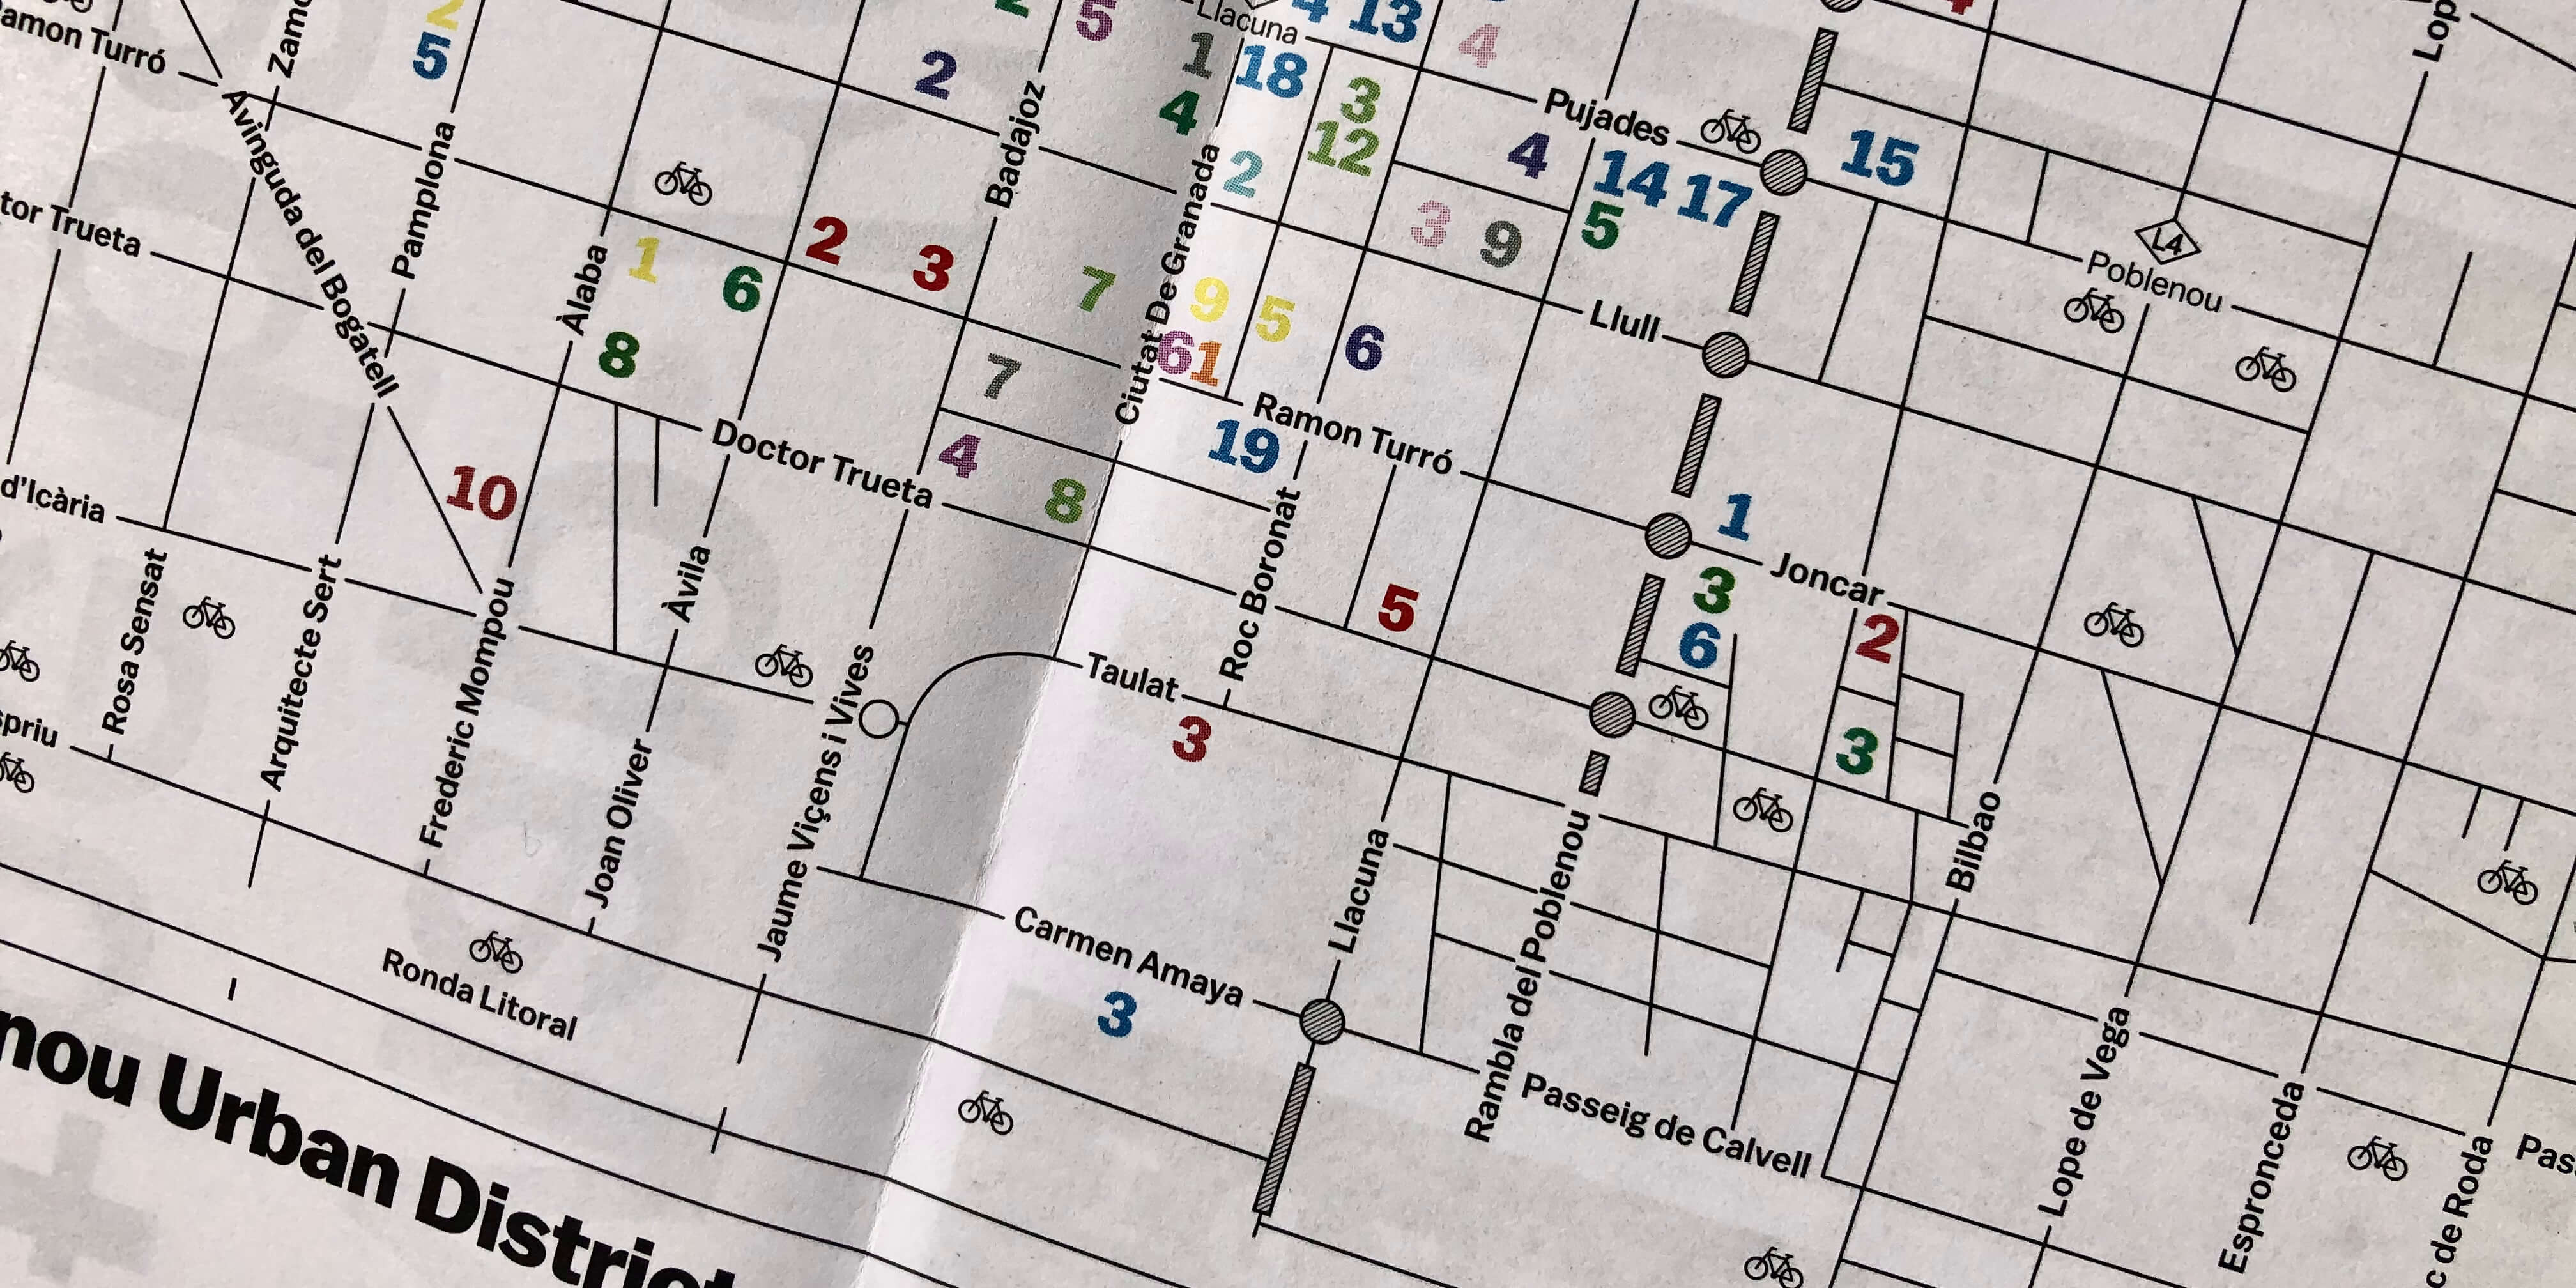 Ramon Turró
Zamo
2
5
2
5
Llacuna
4 13
4
Lop
2
1
18
3
4
12
2
Pujades
4
14 17
15
5
Avinguda del Bogatell
Pamplona
Badajoz
Ciutat De Granada
tor Trueta
Àlaba
1
6
2
3
7
9
5
3
9
L4
Poblenou
8
7
6
1
6
Llull
Ramon Turró
19
10
Doctor Trueta
4
8
d'Icària
Rosa Sensat
Arquitecte Sert
Frederic Mompou
Àvila
Roc Boronat
5
1
Joncar
3
6
2
3
Taulat
3
priu
Joan Oliver
Jaume Viçens i Vives
Llacuna
Rambla del Poblenou
Bilbao
Carmen Amaya
3
Ronda Litoral
Passeig de Calvell
Lope de Vega
Espronceda
c de Roda
Pas
nou Urban District